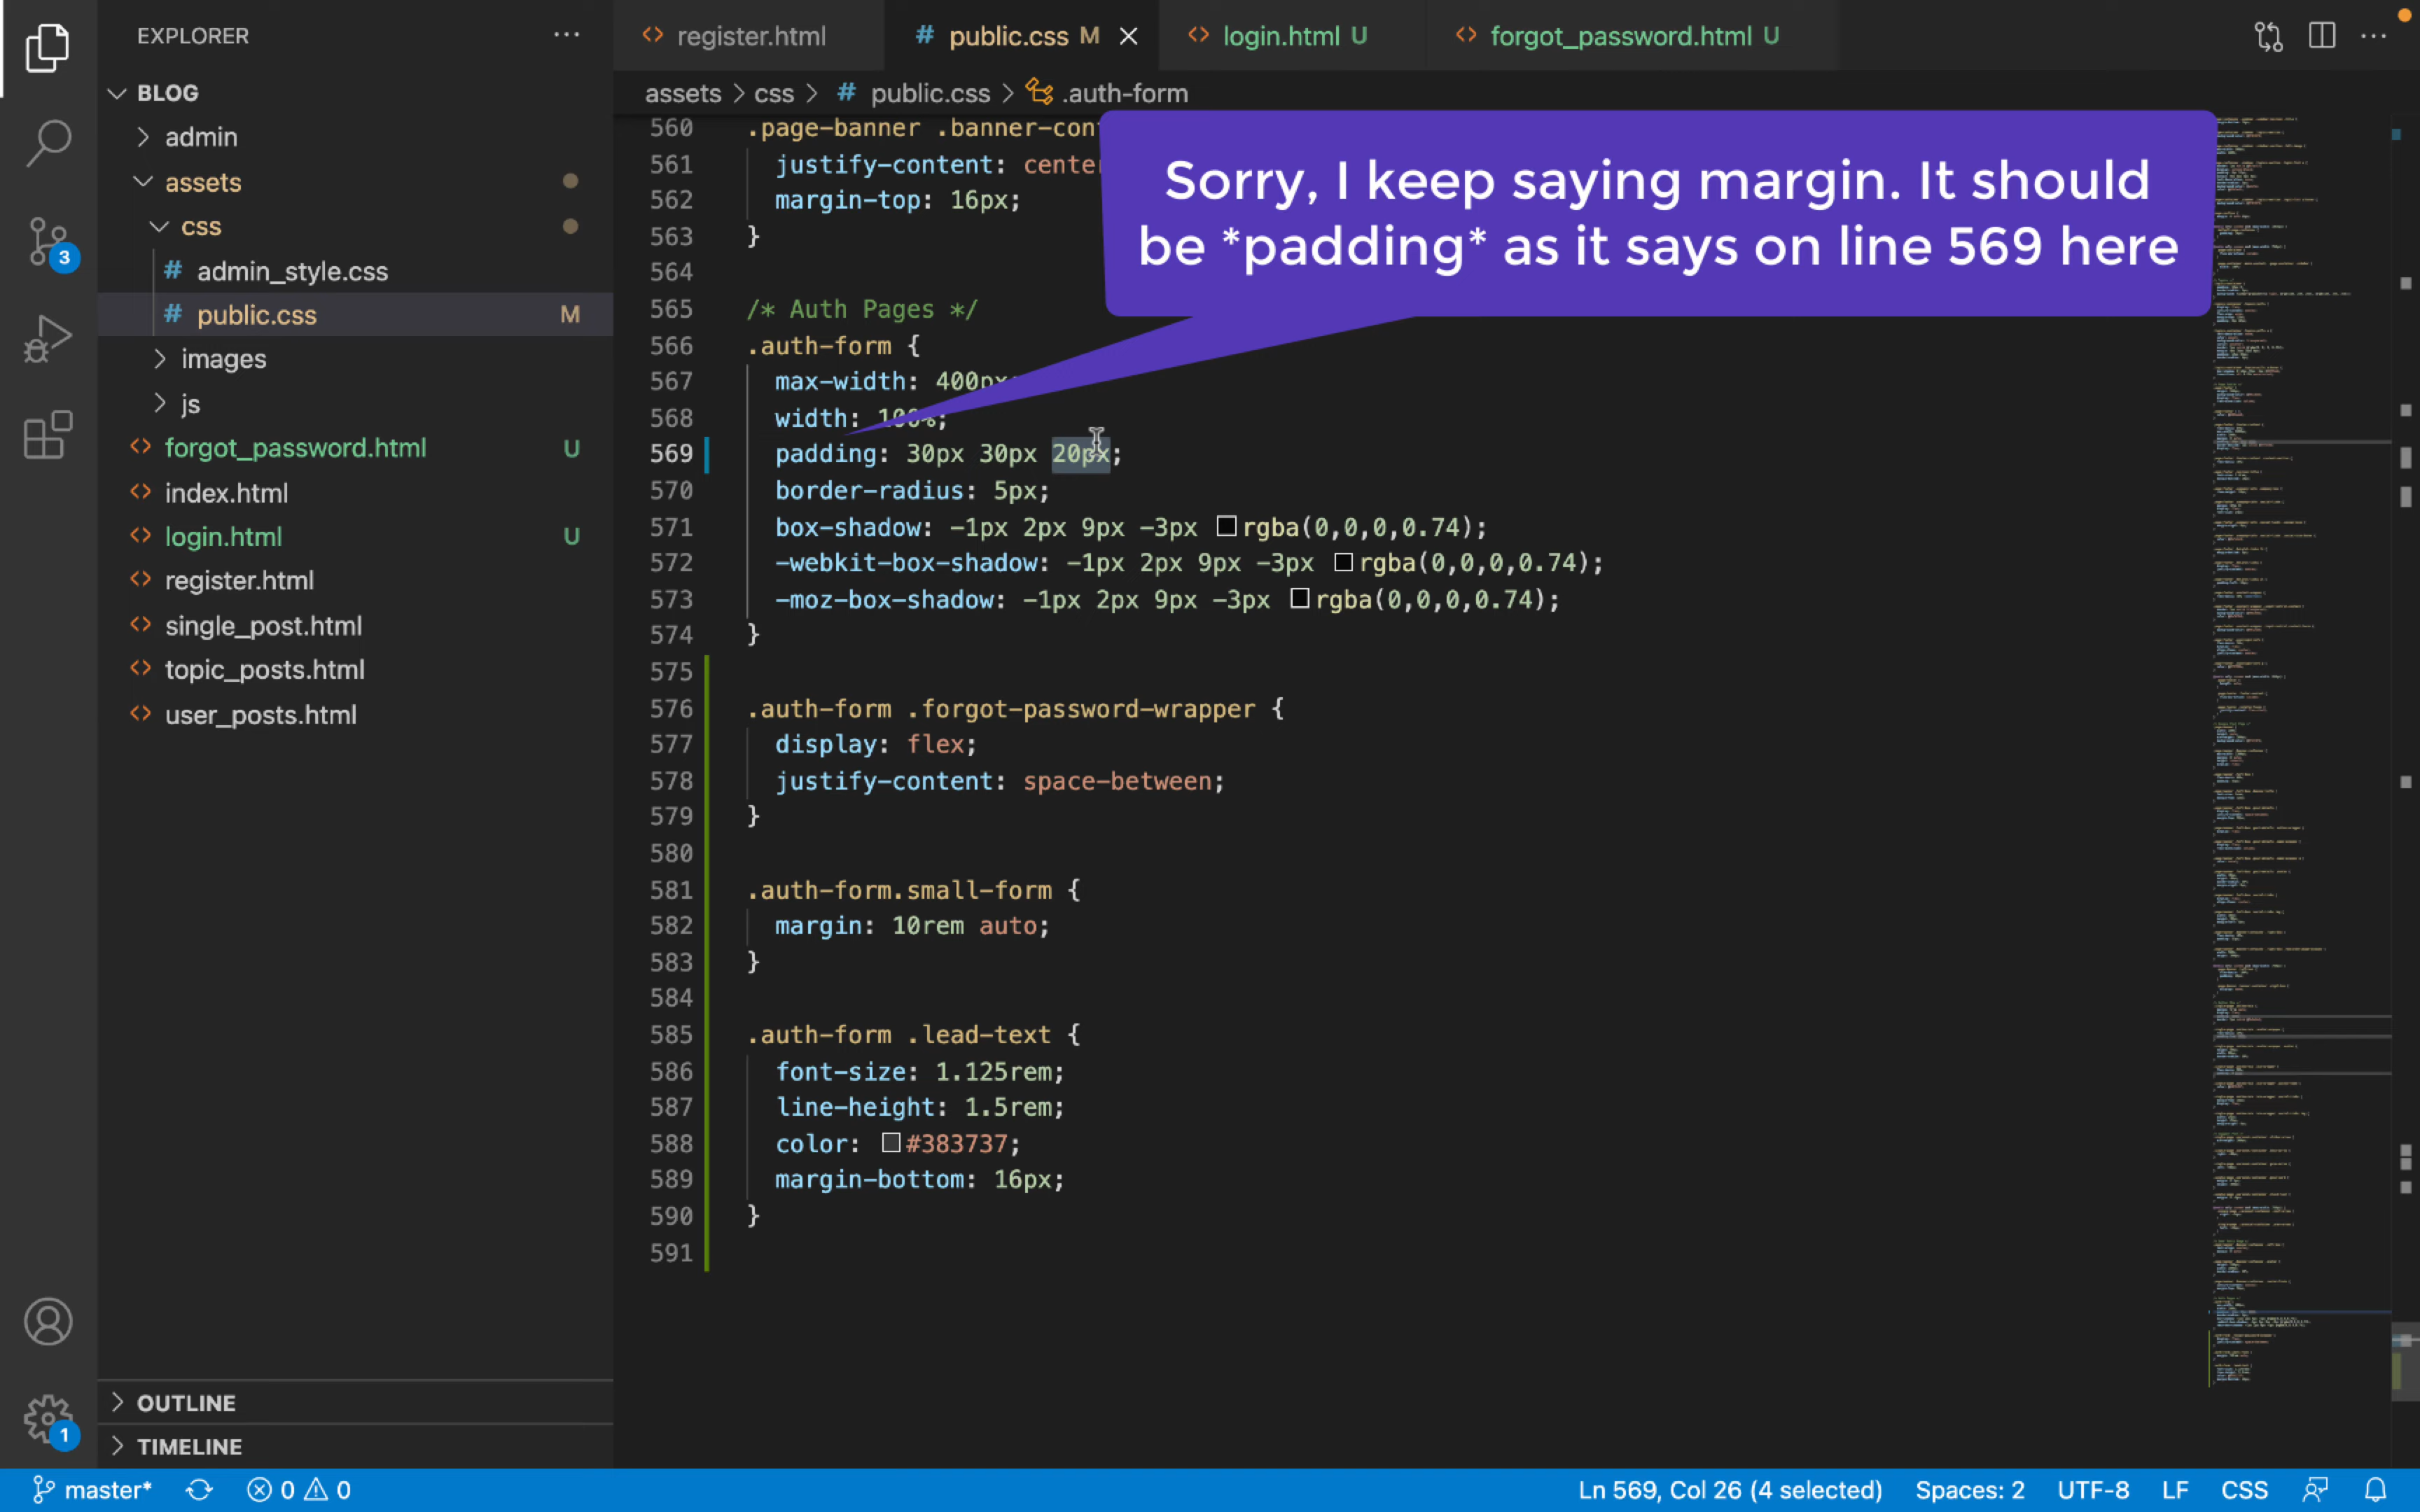 EXPLORER
register.html
public.css M
login.html U
forgot_password.html U
BLOG
assets > css > # public.css > .auth-form
admin
assets
css
# admin_style.css
# public.css M
images
js
forgot_password.html U
index.html
login.html U
register.html
single_post.html
topic_posts.html
user_posts.html
OUTLINE
TIMELINE
3
1
560 .page-banner .banner-con
561 justify-content: center
562 margin-top: 16px;
563 }
564
565 /* Auth Pages */
566 .auth-form {
567 max-width: 400px;
568 width: 100%;
569 padding: 30px 30px 20px;
570 border-radius: 5px;
571 box-shadow: -1px 2px 9px -3px rgba(0,0,0,0.74);
572 -webkit-box-shadow: -1px 2px 9px -3px rgba(0,0,0,0.74);
573 -moz-box-shadow: -1px 2px 9px -3px rgba(0,0,0,0.74);
574 }
575
576 .auth-form .forgot-password-wrapper {
577 display: flex;
578 justify-content: space-between;
579 }
580
581 .auth-form.small-form {
582 margin: 10rem auto;
583 }
584
585 .auth-form .lead-text {
586 font-size: 1.125rem;
587 line-height: 1.5rem;
588 color: #383737;
589 margin-bottom: 16px;
590 }
591
Sorry, I keep saying margin. It should
be *padding* as it says on line 569 here
master* 0 0 Ln 569, Col 26 (4 selected) Spaces: 2 UTF-8 LF CSS